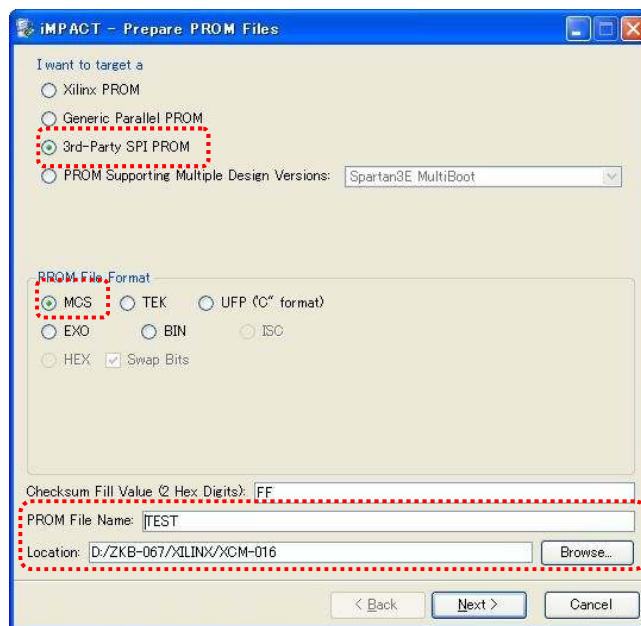 iMPACT - Prepare PROM Files
I want to target a
Xilinx PROM
Generic Parallel PROM
3rd-Party SPI PROM
PROM Supporting Multiple Design Versions: Spartan3E MultiBoot
PROM File Format
MCS TEK UFP ("C" format)
EXO BIN ISC
HEX Swap Bits
Checksum Fill Value (2 Hex Digits): FF
PROM File Name: TEST
Location: D:/ZKB-067/XILINX/XCM-016 Browse...
< Back Next > Cancel